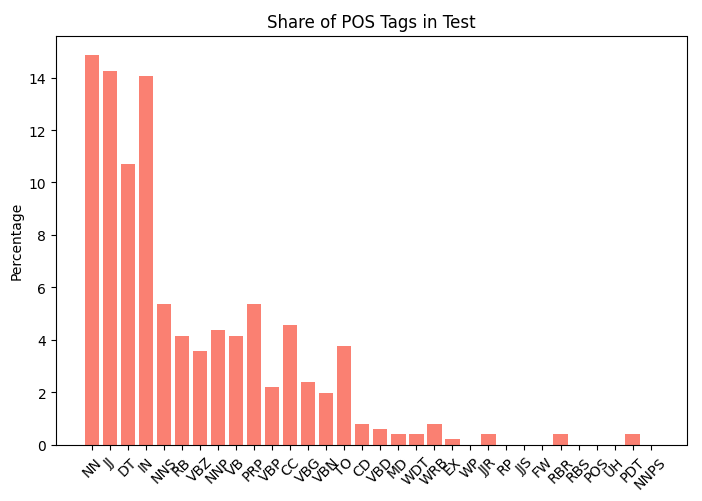 Share of POS Tags in Test
Percentage
14
12
10
8
6
4
2
0
NN JJ DT IN NNS RB VBZ NNP VB PRP VBP CC VBG VBN TO CD VBD MD WDT WRB EX WP JJR RP JJS FW RBR RBS POS UH PDT NNPS